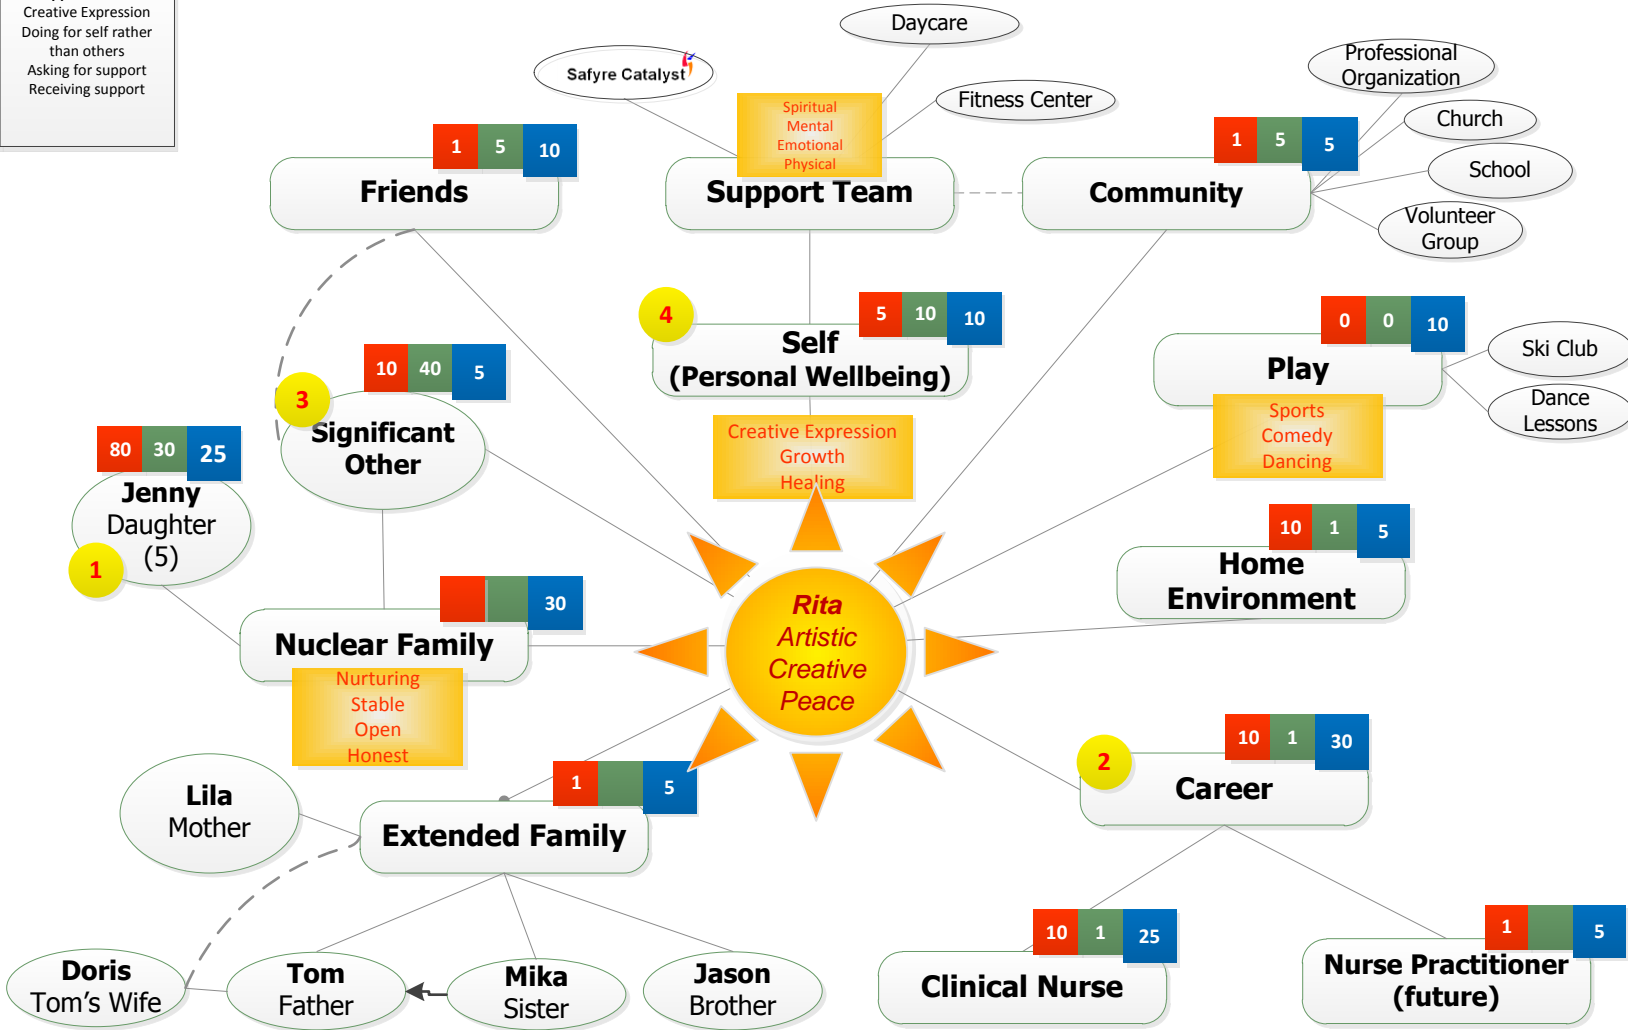 Creative Expression
Doing for self rather
than others
Asking for support
Receiving support
Daycare
Safyre Catalyst
Fitness Center
Spiritual
Mental
Emotional
Physical
Support Team
Professional
Organization
Church
School
Volunteer
Group
1 5 10
Friends
1 5 5
Community
4
5 10 10
Self
(Personal Wellbeing)
Creative Expression
Growth
Healing
0 0 10
Play
Sports
Comedy
Dancing
Ski Club
Dance
Lessons
10 40 5
3
Significant
Other
80 30 25
Jenny
Daughter
(5)
1
10 1 5
Home
Environment
30
Nuclear Family
Nurturing
Stable
Open
Honest
Rita
Artistic
Creative
Peace
1 5
Extended Family
Lila
Mother
Doris
Tom's Wife
Tom
Father
Mika
Sister
Jason
Brother
2
10 1 30
Career
10 1 25
Clinical Nurse
1 5
Nurse Practitioner
(future)